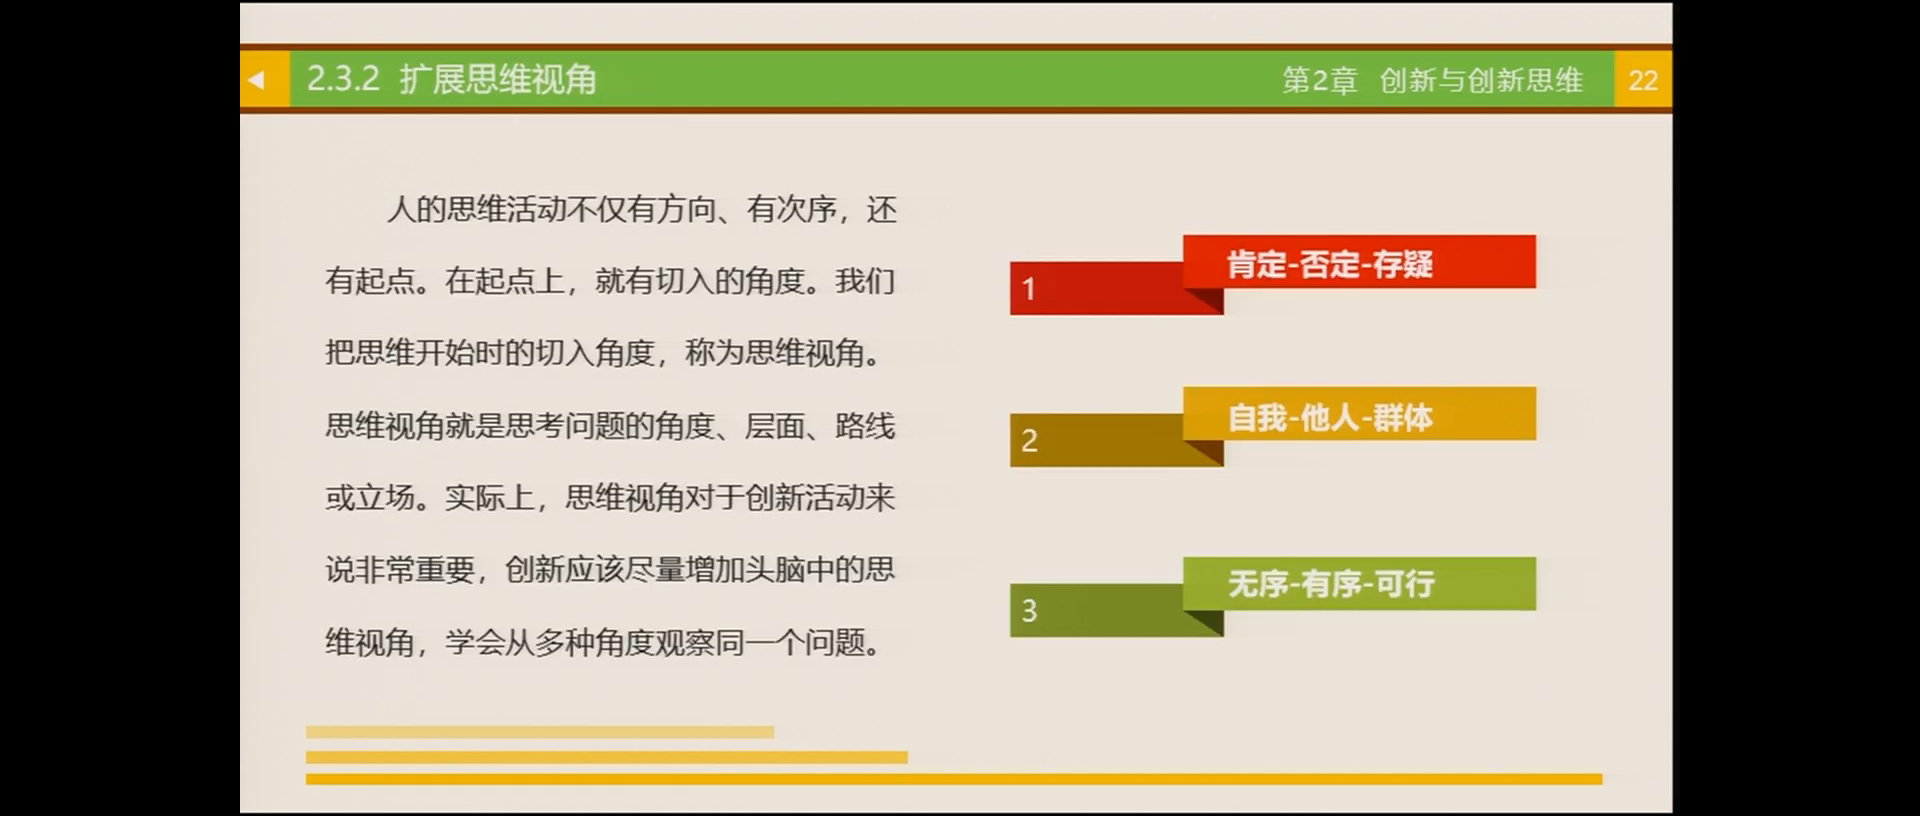 2.3.2 扩展思维视角
第2章 创新与创新思维
22
人的思维活动不仅有方向、有次序，还
有起点。在起点上，就有切入的角度。我们
把思维开始时的切入角度，称为思维视角。
思维视角就是思考问题的角度、层面、路线
或立场。实际上，思维视角对于创新活动来
说非常重要，创新应该尽量增加头脑中的思
维视角，学会从多种角度观察同一个问题。
1
肯定-否定-存疑
2
自我-他人-群体
3
无序-有序-可行